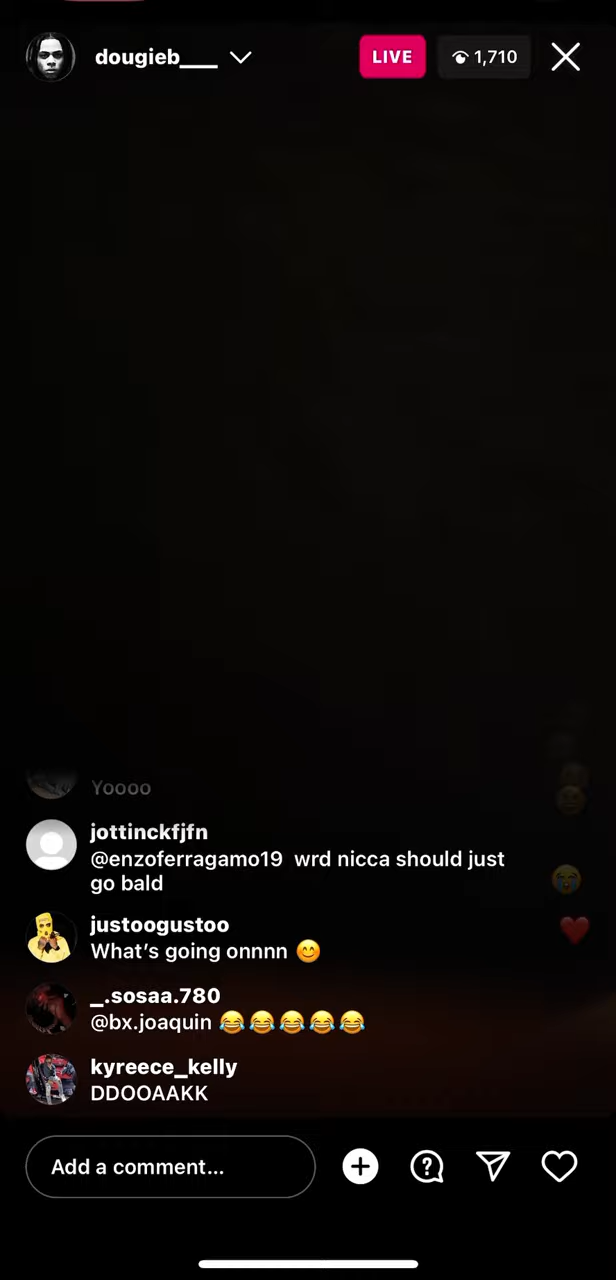 dougieb___
LIVE
1,710
Yoooo
jottinckfjfn
@enzoferragamo19 wrd nicca should just
go bald
justoogustoo
What's going onnnn 😊
_.sosaa.780
@bx.joaquin 😂😂😂😂😂
kyreece_kelly
DDOOAAKK
Add a comment...